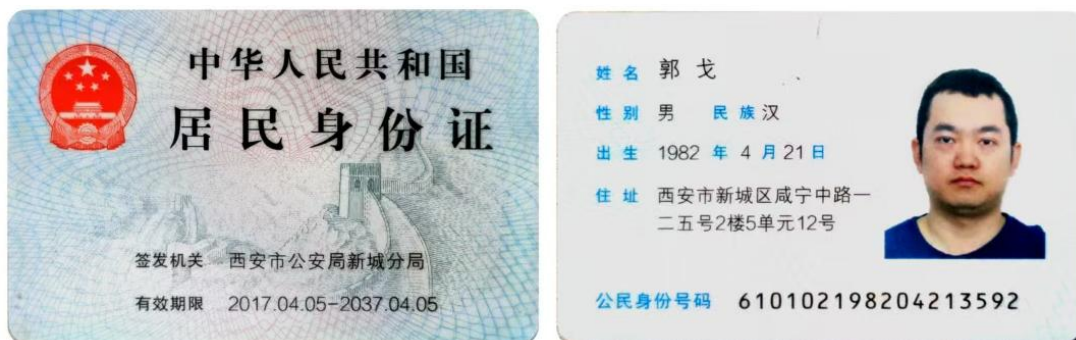 中华人民共和国
居民身份证
签发机关 西安市公安局新城分局
有效期限 2017.04.05-2037.04.05
姓名 郭戈
性别 男 民族 汉
出生 1982 年 4 月 21 日
住址 西安市新城区咸宁中路一
二五号2楼5单元12号
公民身份号码 610102198204213592